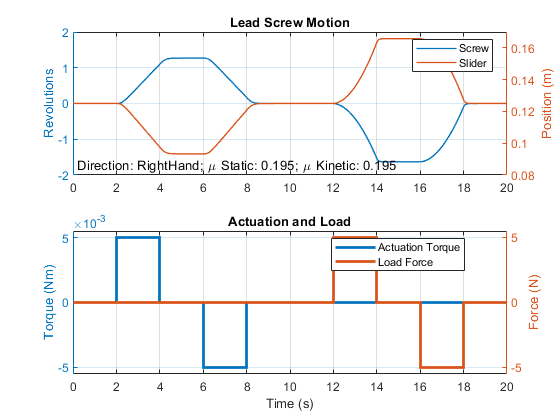 Lead Screw Motion
2
1
0
-1
-2
Revolutions
0.16
0.14
0.12
0.1
0.08
Position (m)
Screw
Slider
Direction: RightHand; μ Static: 0.195; μ Kinetic: 0.195
0 2 4 6 8 10 12 14 16 18 20
Actuation and Load
×10-3
5
0
-5
Torque (Nm)
5
0
-5
Force (N)
Actuation Torque
Load Force
0 2 4 6 8 10 12 14 16 18 20
Time (s)